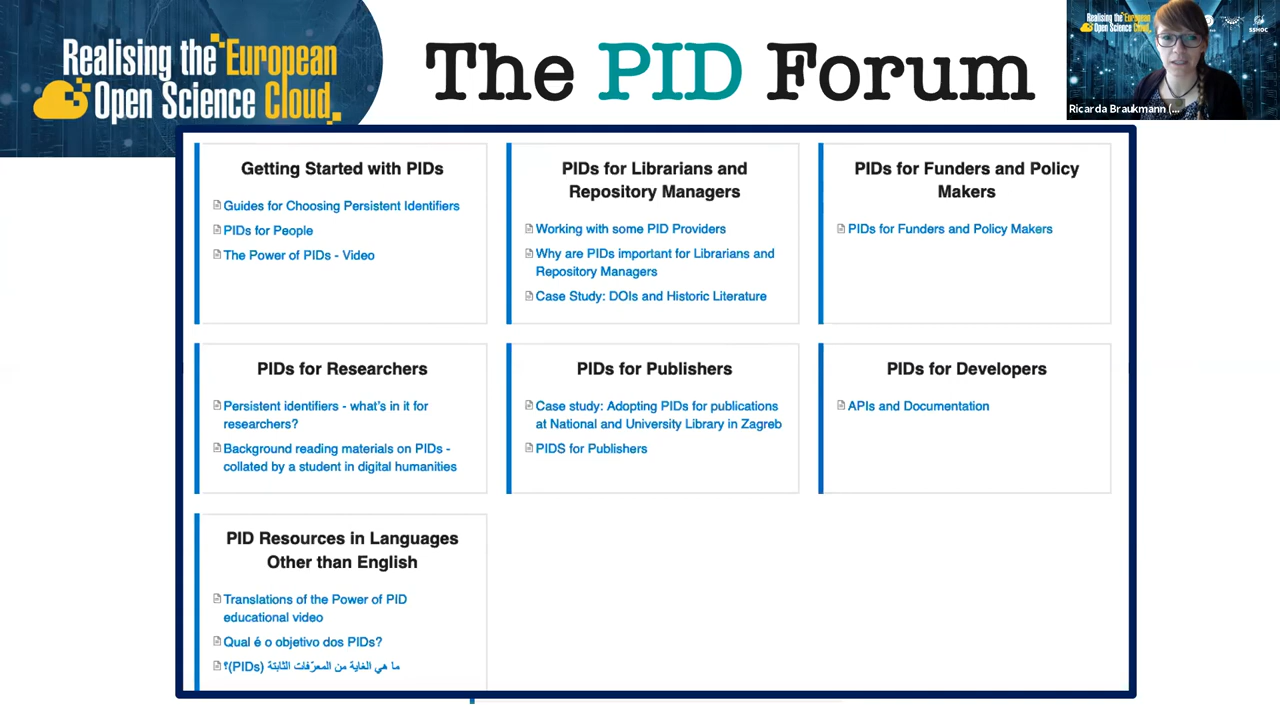 Realising the European
Open Science Cloud
The PID Forum
Realising the European
Open Science Cloud
SSHOC
Ricarda Braukmann (...
Getting Started with PIDs
Guides for Choosing Persistent Identifiers
PIDs for People
The Power of PIDs - Video
PIDs for Librarians and
Repository Managers
Working with some PID Providers
Why are PIDs important for Librarians and
Repository Managers
Case Study: DOIs and Historic Literature
PIDs for Funders and Policy
Makers
PIDs for Funders and Policy Makers
PIDs for Researchers
Persistent identifiers - what's in it for
researchers?
Background reading materials on PIDs -
collated by a student in digital humanities
PIDs for Publishers
Case study: Adopting PIDs for publications
at National and University Library in Zagreb
PIDS for Publishers
PIDs for Developers
APIs and Documentation
PID Resources in Languages
Other than English
Translations of the Power of PID
educational video
Qual é o objetivo dos PIDs?
ما هي الغاية من المعرّفات الثابتة (PIDs)؟